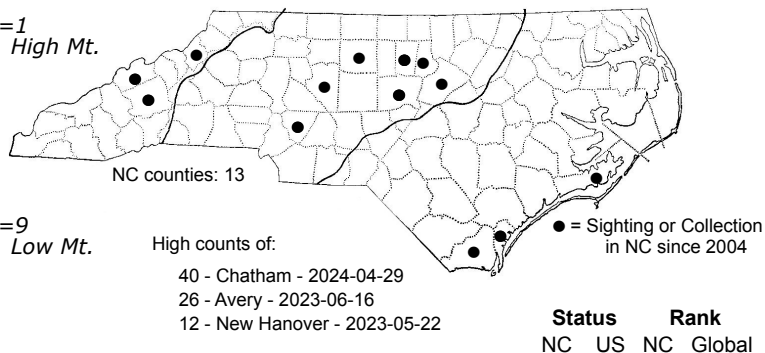 =1
High Mt.
NC counties: 13
=9
Low Mt.
High counts of:
40 - Chatham - 2024-04-29
26 - Avery - 2023-06-16
12 - New Hanover - 2023-05-22
● = Sighting or Collection
in NC since 2004
Status Rank
NC US NC Global